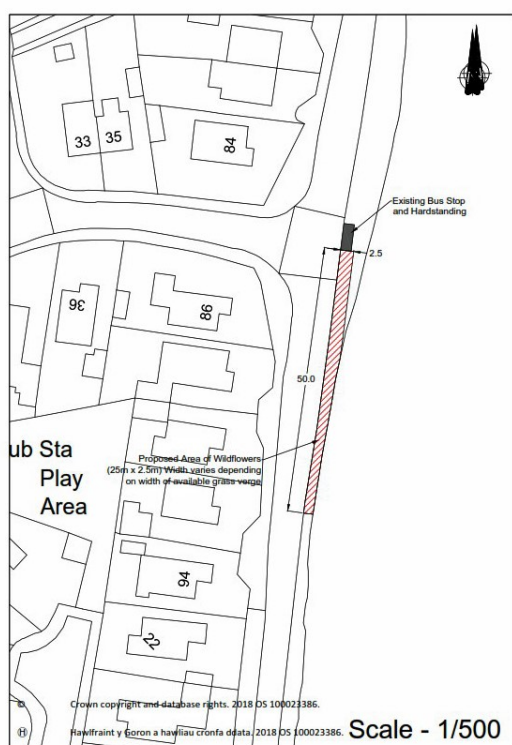 33
35
84
Existing Bus Stop
and Hardstanding
2.5
36
86
50.0
ub Sta
Play
Area
Proposed Area of Wildflowers
(25m x 2.5m) Width varies depending
on width of available grass verge
94
22
© Crown copyright and database rights. 2018 OS 100023386.
Ⓗ Hawlfraint y Goron a hawliau cronfa ddata. 2018 OS 100023386.
Scale - 1/500